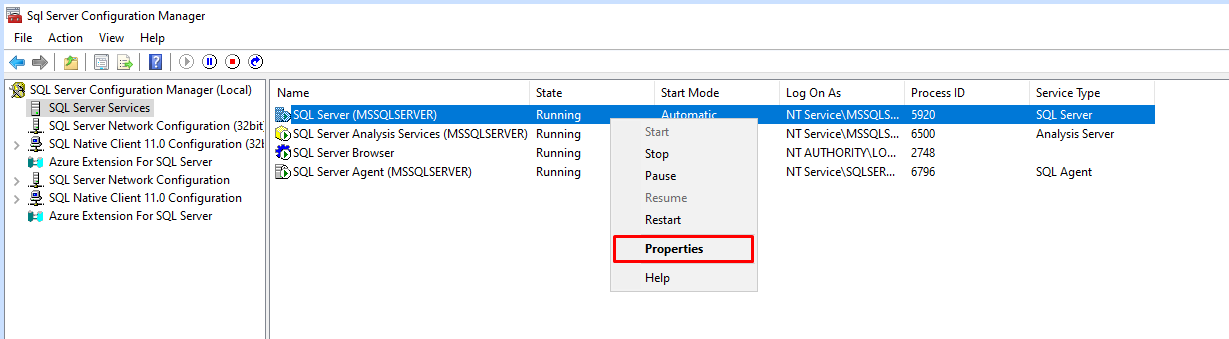 Sql Server Configuration Manager
File Action View Help
SQL Server Configuration Manager (Local)
SQL Server Services
SQL Server Network Configuration (32bit
SQL Native Client 11.0 Configuration (32bi
Azure Extension For SQL Server
SQL Server Network Configuration
SQL Native Client 11.0 Configuration
Azure Extension For SQL Server
Name State Start Mode Log On As Process ID Service Type
SQL Server (MSSQLSERVER) Running Automatic NT Service\MSSQLS... 5920 SQL Server
SQL Server Analysis Services (MSSQLSERVER) Running NT Service\MSSQLS... 6500 Analysis Server
SQL Server Browser Running NT AUTHORITY\LO... 2748
SQL Server Agent (MSSQLSERVER) Running NT Service\SQLSER... 6796 SQL Agent
Start
Stop
Pause
Resume
Restart
Properties
Help